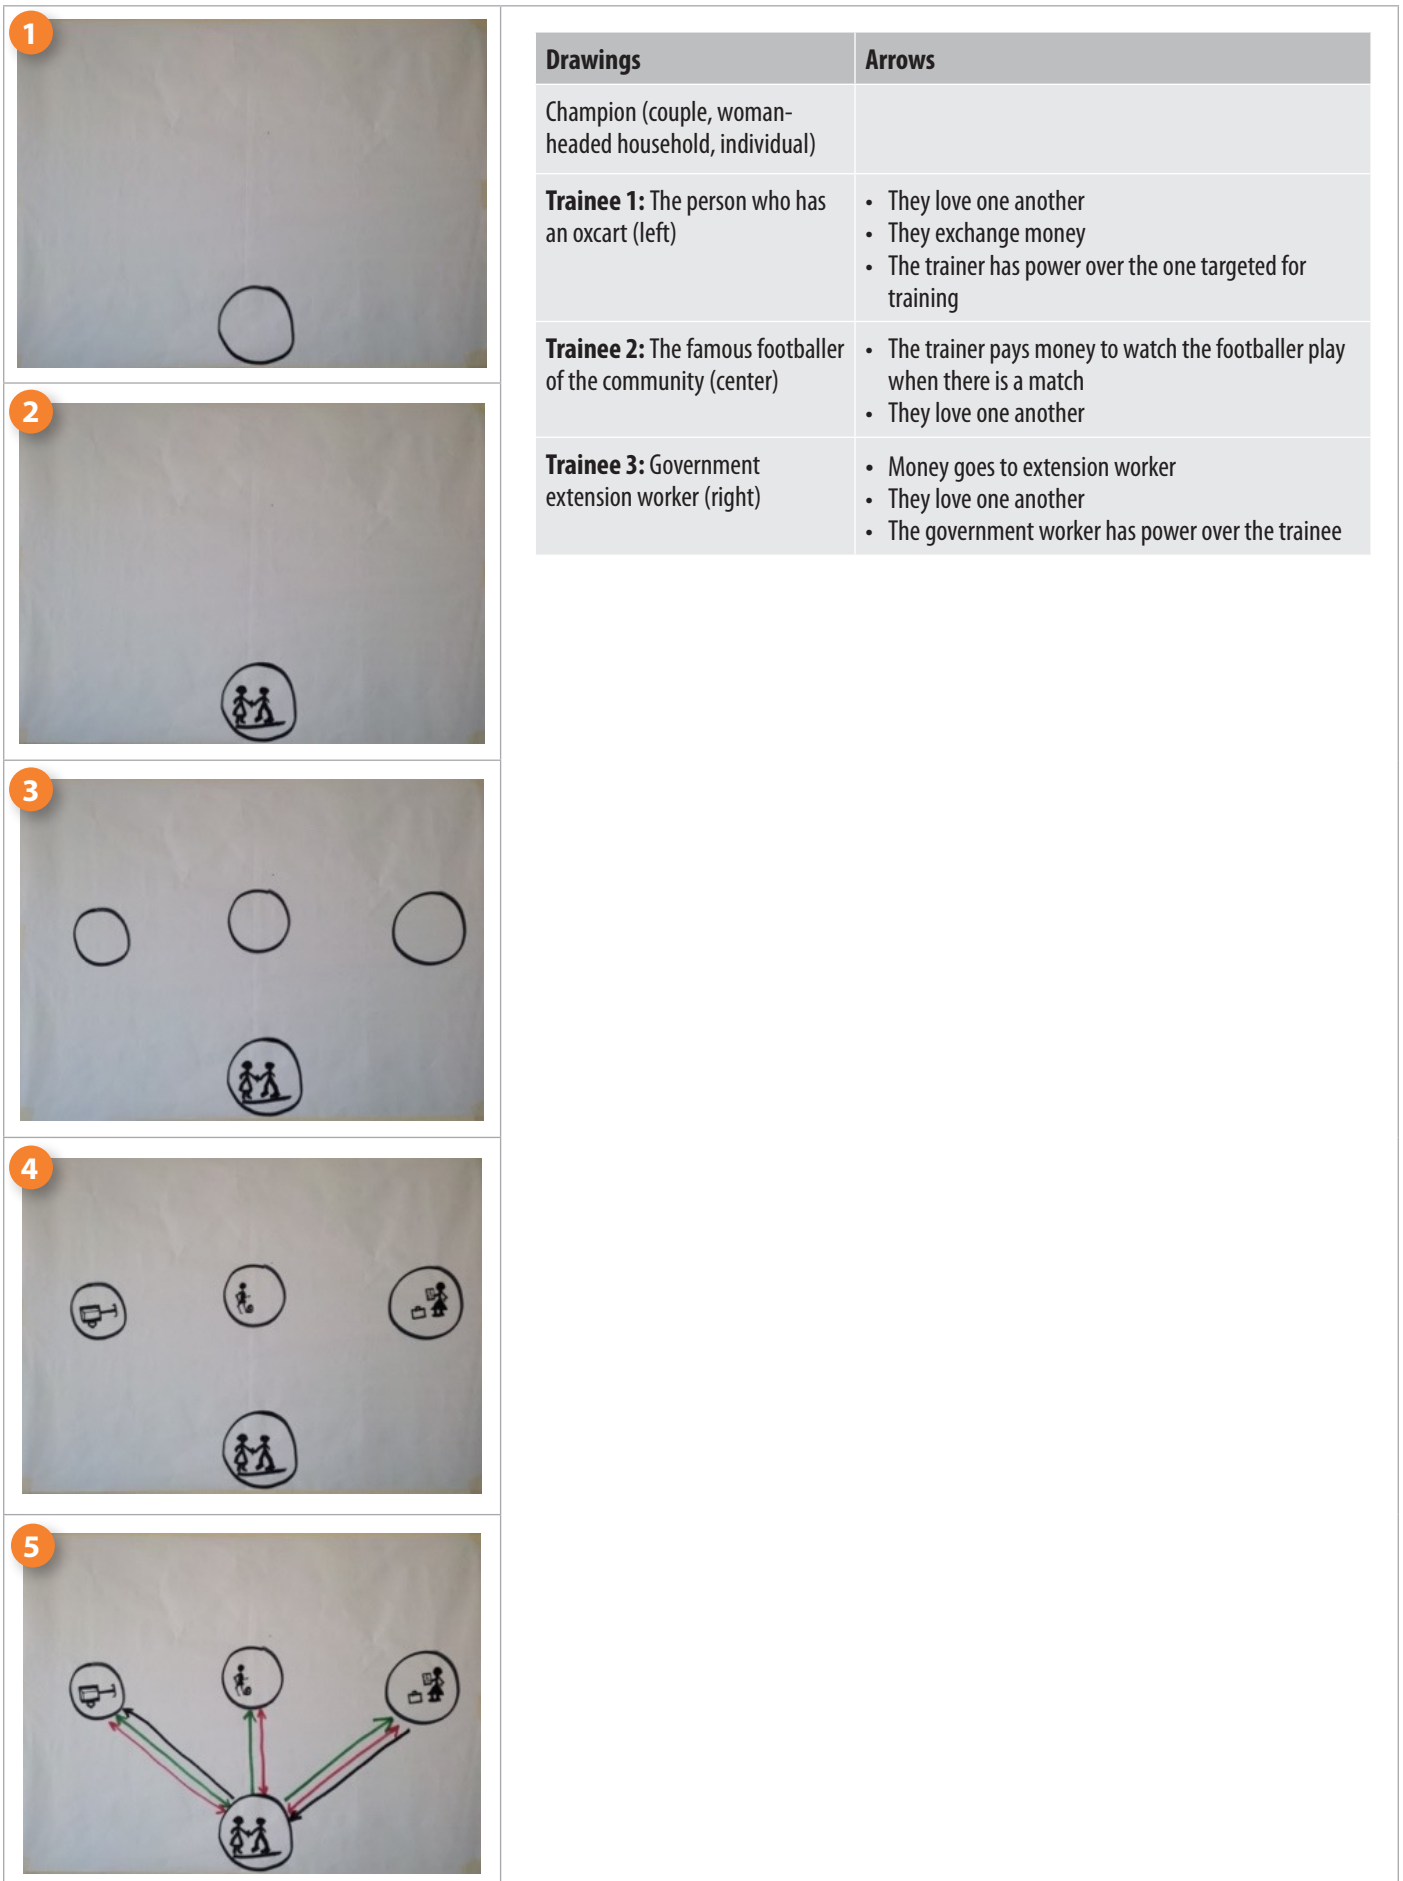 1
2
3
4
5
Drawings
Arrows
Champion (couple, woman-
headed household, individual)
Trainee 1: The person who has
an oxcart (left)
• They love one another
• They exchange money
• The trainer has power over the one targeted for
training
Trainee 2: The famous footballer
of the community (center)
• The trainer pays money to watch the footballer play
when there is a match
• They love one another
Trainee 3: Government
extension worker (right)
• Money goes to extension worker
• They love one another
• The government worker has power over the trainee